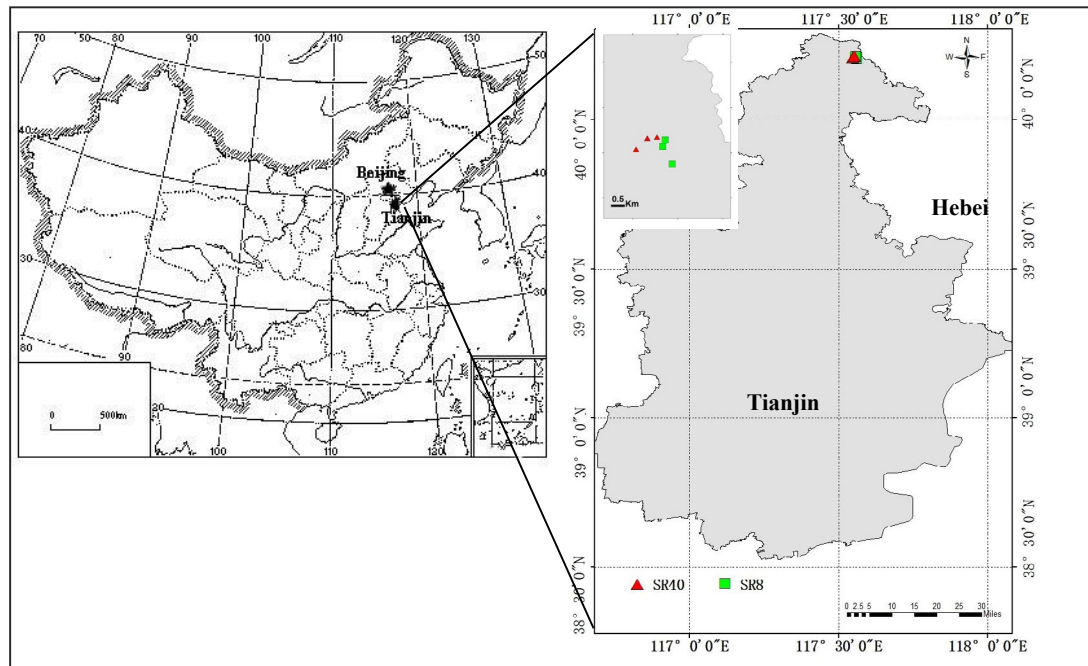 70
80
90
100
110
120
130
50
40
30
20
50
40
30
80
90
100
110
120
Beijing
Tianjin
0 500km
117° 0′0″E
117°30′0″E
118° 0′0″E
N
W
E
S
0.5
Km
40° 0′0″N
39°30′0″N
39° 0′0″N
38°30′0″N
40° 0′0″N
39°30′0″N
39° 0′0″N
38°30′0″N
Hebei
Tianjin
SR40
SR8
0 2.5 5 10 15 20 25 30
Miles
117° 0′0″E
117°30′0″E
118° 0′0″E